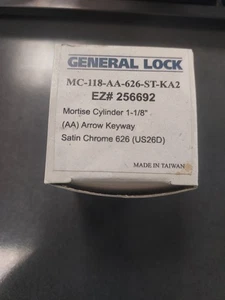 GENERAL LOCK
MC-118-AA-626-ST-KA2
EZ# 256692
Mortise Cylinder 1-1/8"
(AA) Arrow Keyway
Satin Chrome 626 (US26D)
MADE IN TAIWAN